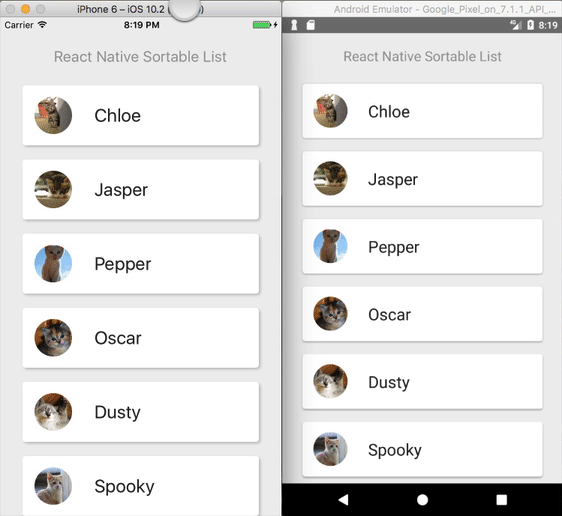 iPhone 6 – iOS 10.2
Carrier 8:19 PM
React Native Sortable List
Chloe
Jasper
Pepper
Oscar
Dusty
Spooky
Android Emulator - Google_Pixel_on_7.1.1_API_...
4G 8:19
React Native Sortable List
Chloe
Jasper
Pepper
Oscar
Dusty
Spooky